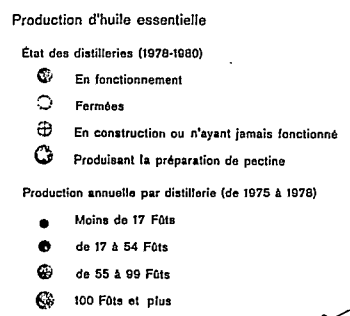 Production d'huile essentielle
État des distilleries (1978-1980)
En fonctionnement
Fermées
En construction ou n'ayant jamais fonctionné
Produisant la préparation de pectine
Production annuelle par distillerie (de 1975 à 1978)
Moins de 17 Fûts
de 17 à 54 Fûts
de 55 à 99 Fûts
100 Fûts et plus